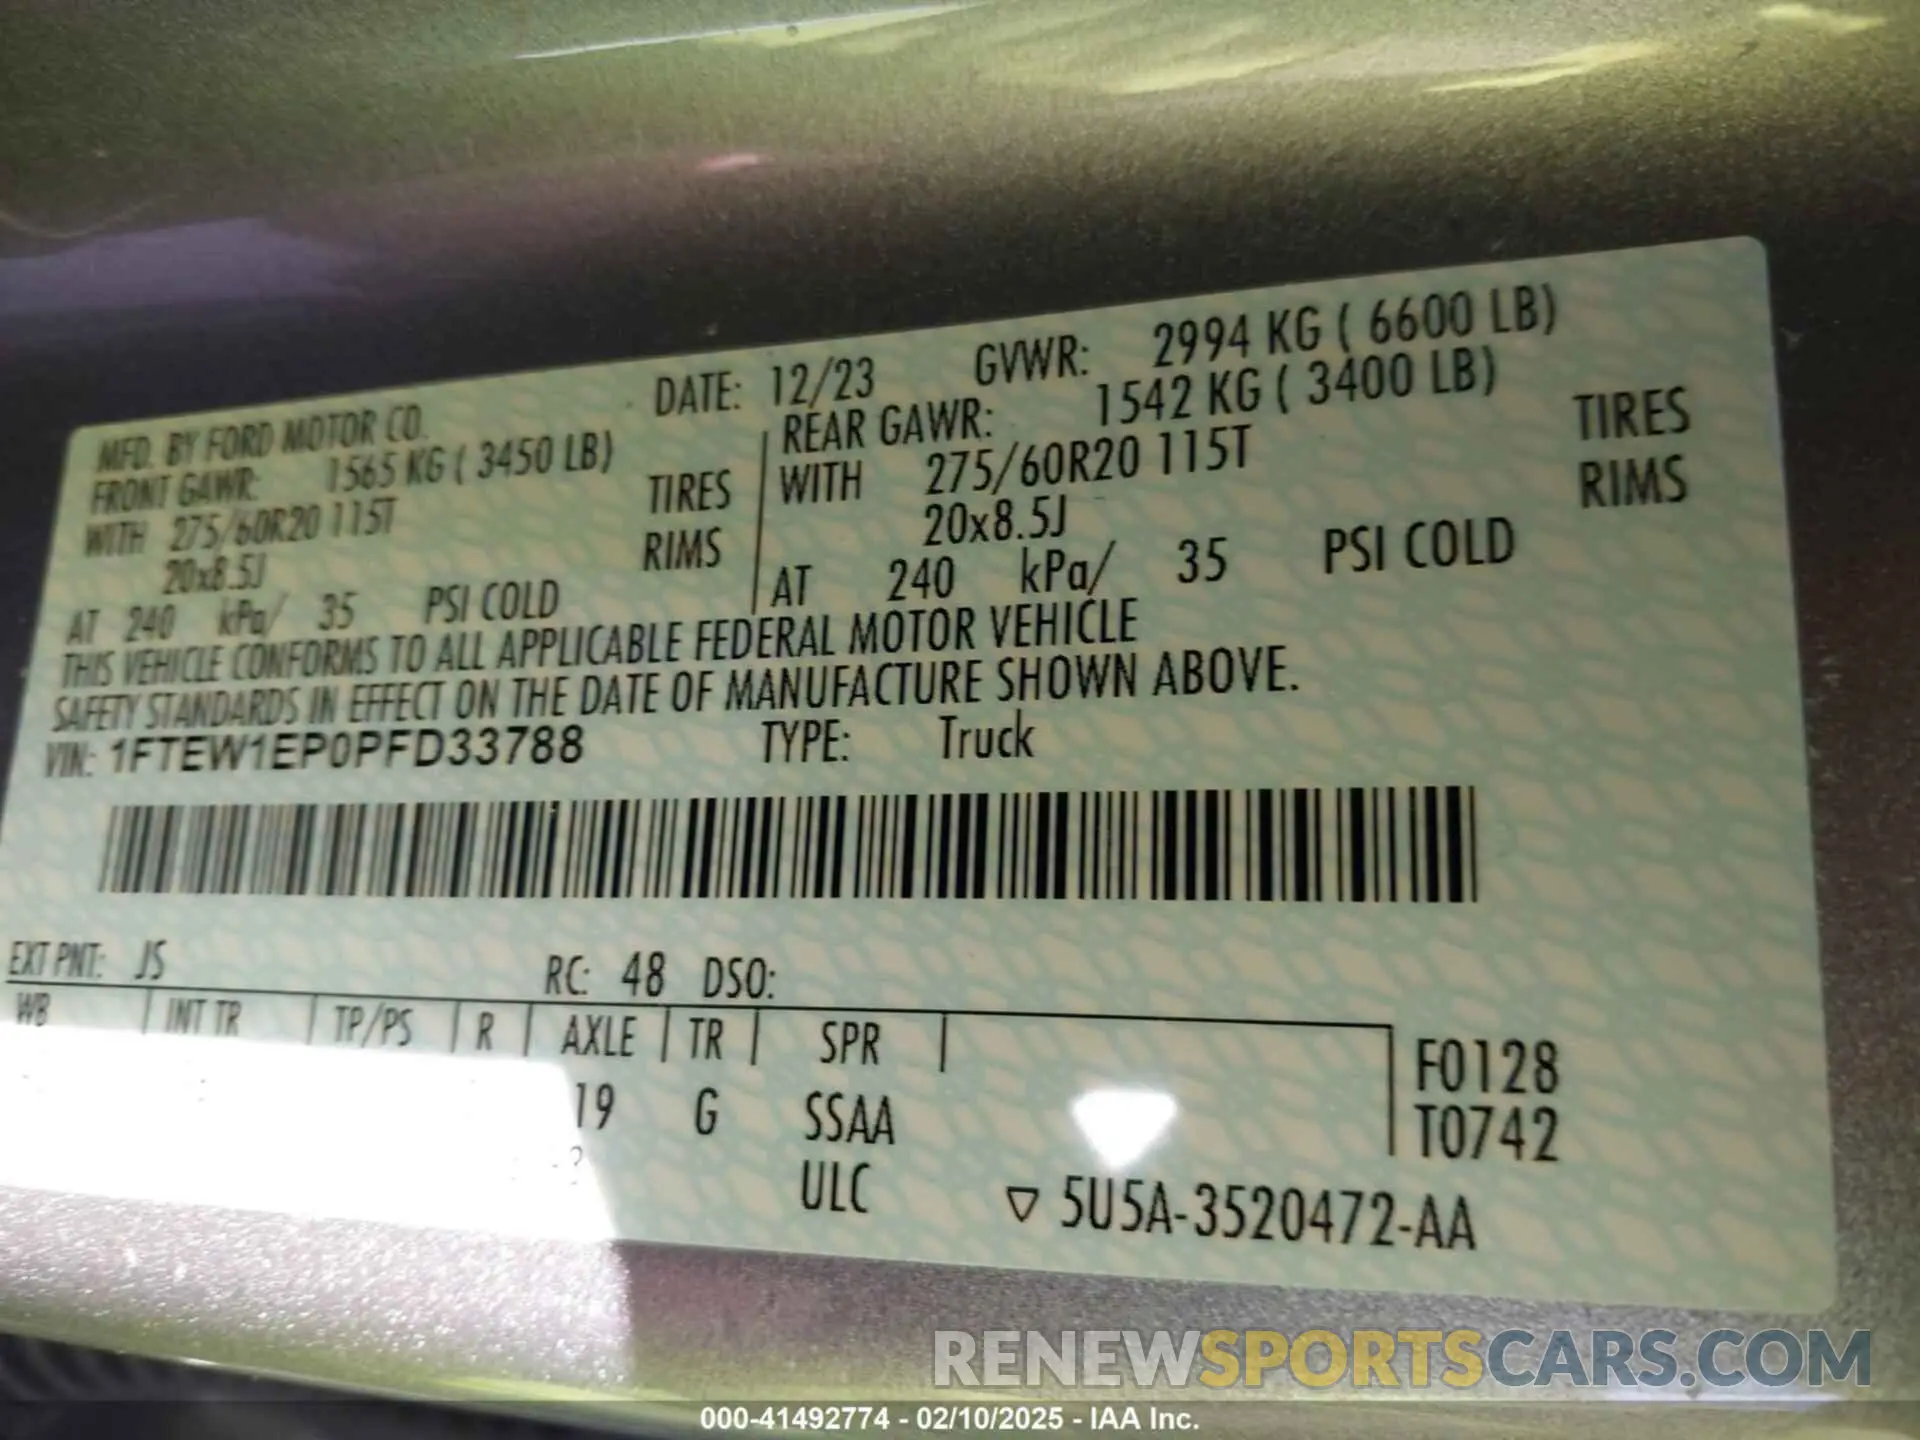 MFD. BY FORD MOTOR CO. DATE: 12/23 GVWR: 2994 KG ( 6600 LB)
FRONT GAWR: 1565 KG ( 3450 LB) REAR GAWR: 1542 KG ( 3400 LB)
WITH 275/60R20 115T TIRES WITH 275/60R20 115T TIRES
20x8.5J RIMS 20x8.5J RIMS
AT 240 kPa/ 35 PSI COLD AT 240 kPa/ 35 PSI COLD
THIS VEHICLE CONFORMS TO ALL APPLICABLE FEDERAL MOTOR VEHICLE
SAFETY STANDARDS IN EFFECT ON THE DATE OF MANUFACTURE SHOWN ABOVE.
VIN: 1FTEW1EP0PFD33788 TYPE: Truck
EXT PNT: JS RC: 48 DSO:
WB INT TR TP/PS R AXLE TR SPR F0128
19 G SSAA T0742
ULC 5U5A-3520472-AA
RENEWSPORTSCARS.COM
000-41492774 - 02/10/2025 - IAA Inc.